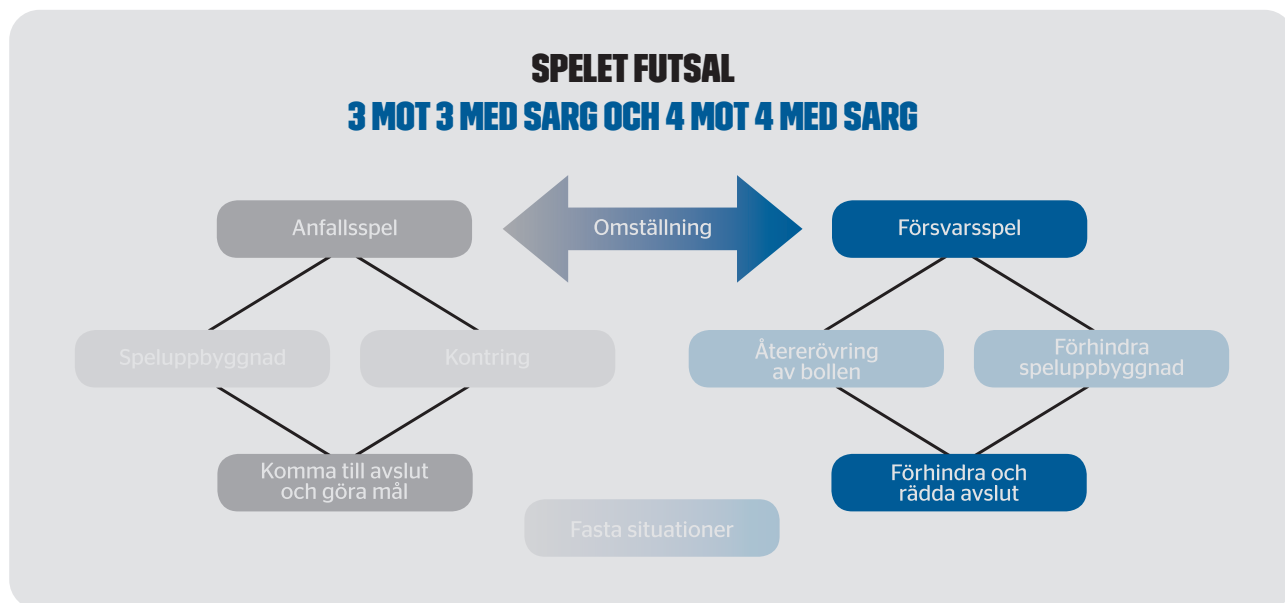 SPELET FUTSAL
3 MOT 3 MED SARG OCH 4 MOT 4 MED SARG
Anfallsspel
Omställning
Försvarsspel
Speluppbyggnad
Kontring
Återerövring
av bollen
Förhindra
speluppbyggnad
Komma till avslut
och göra mål
Förhindra och
rädda avslut
Fasta situationer